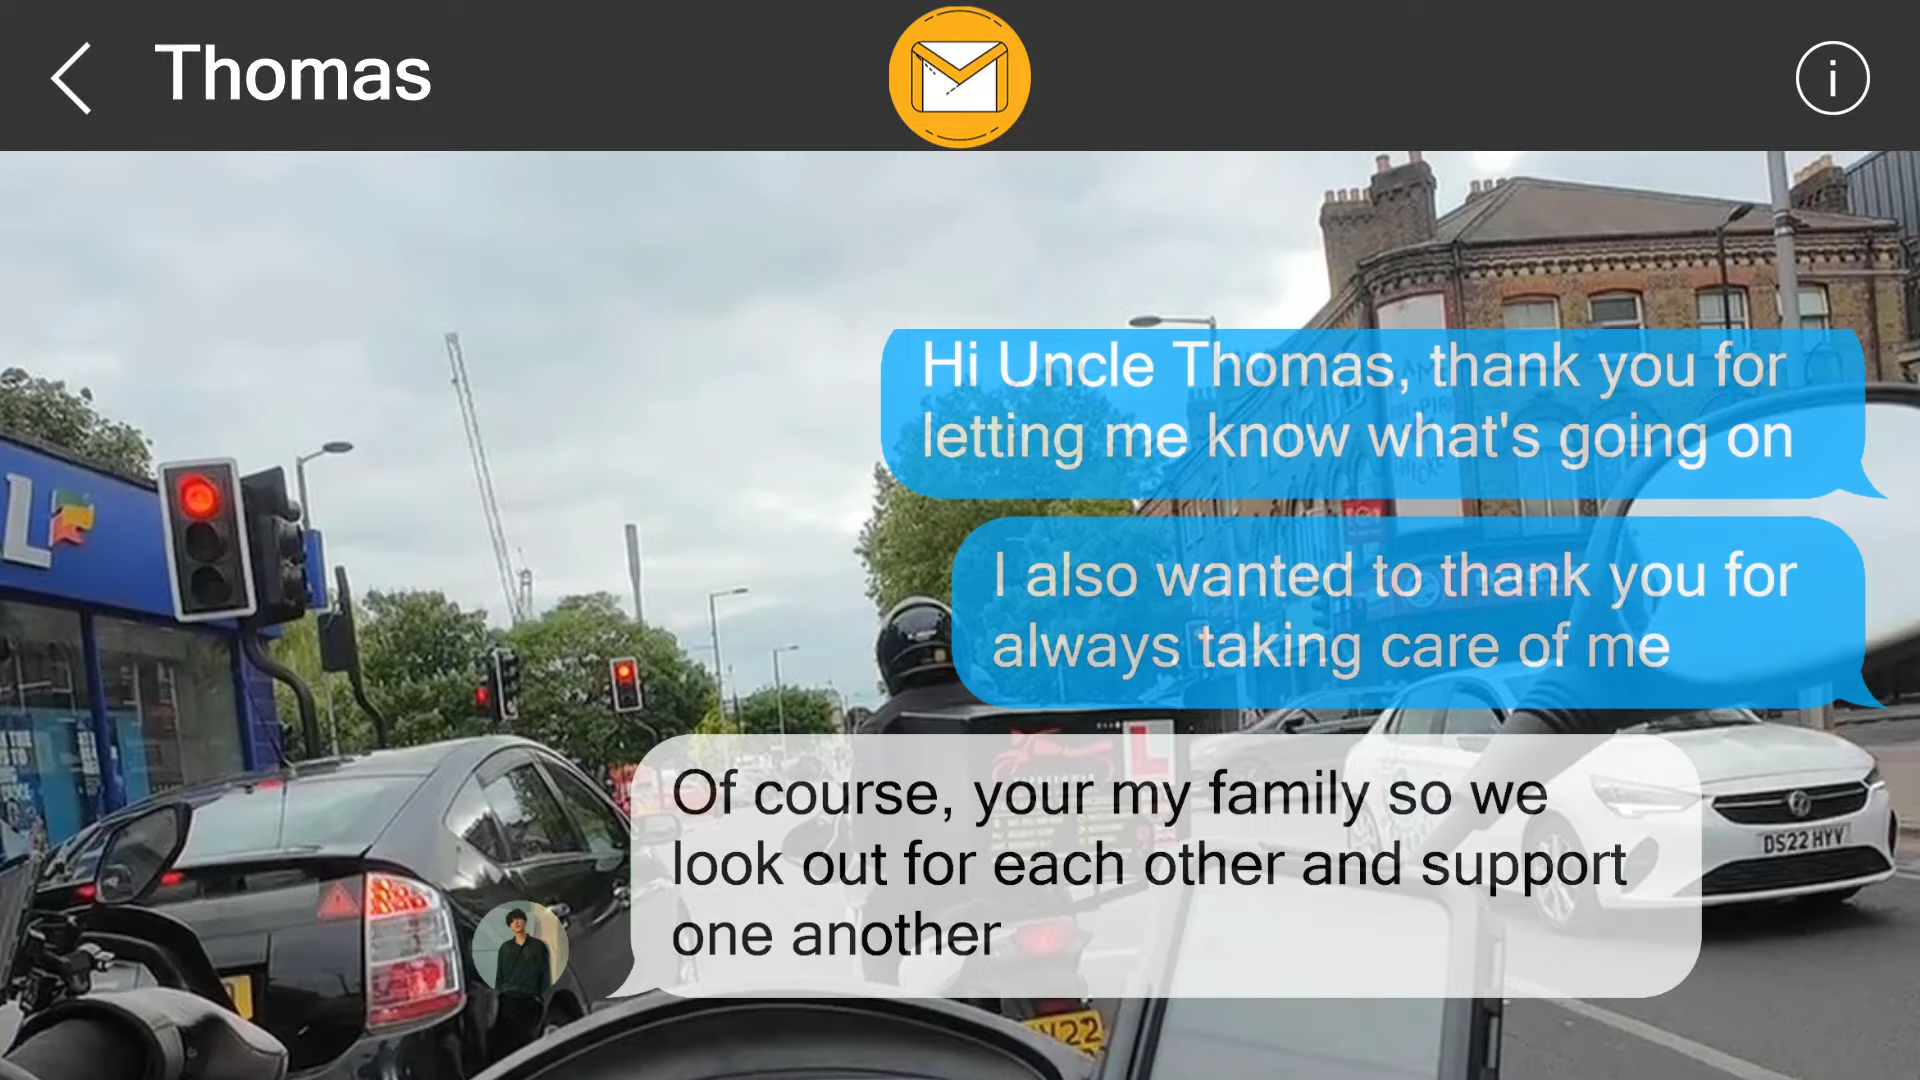 Thomas
i
Hi Uncle Thomas, thank you for
letting me know what's going on
I also wanted to thank you for
always taking care of me
Of course, your my family so we
look out for each other and support
one another
L
L
DS22 HYV